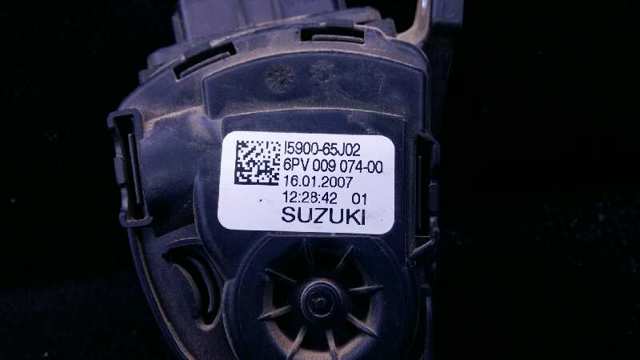 I5900-65J02
6PV 009 074-00
16.01.2007
12:28:42 01
SUZUKI